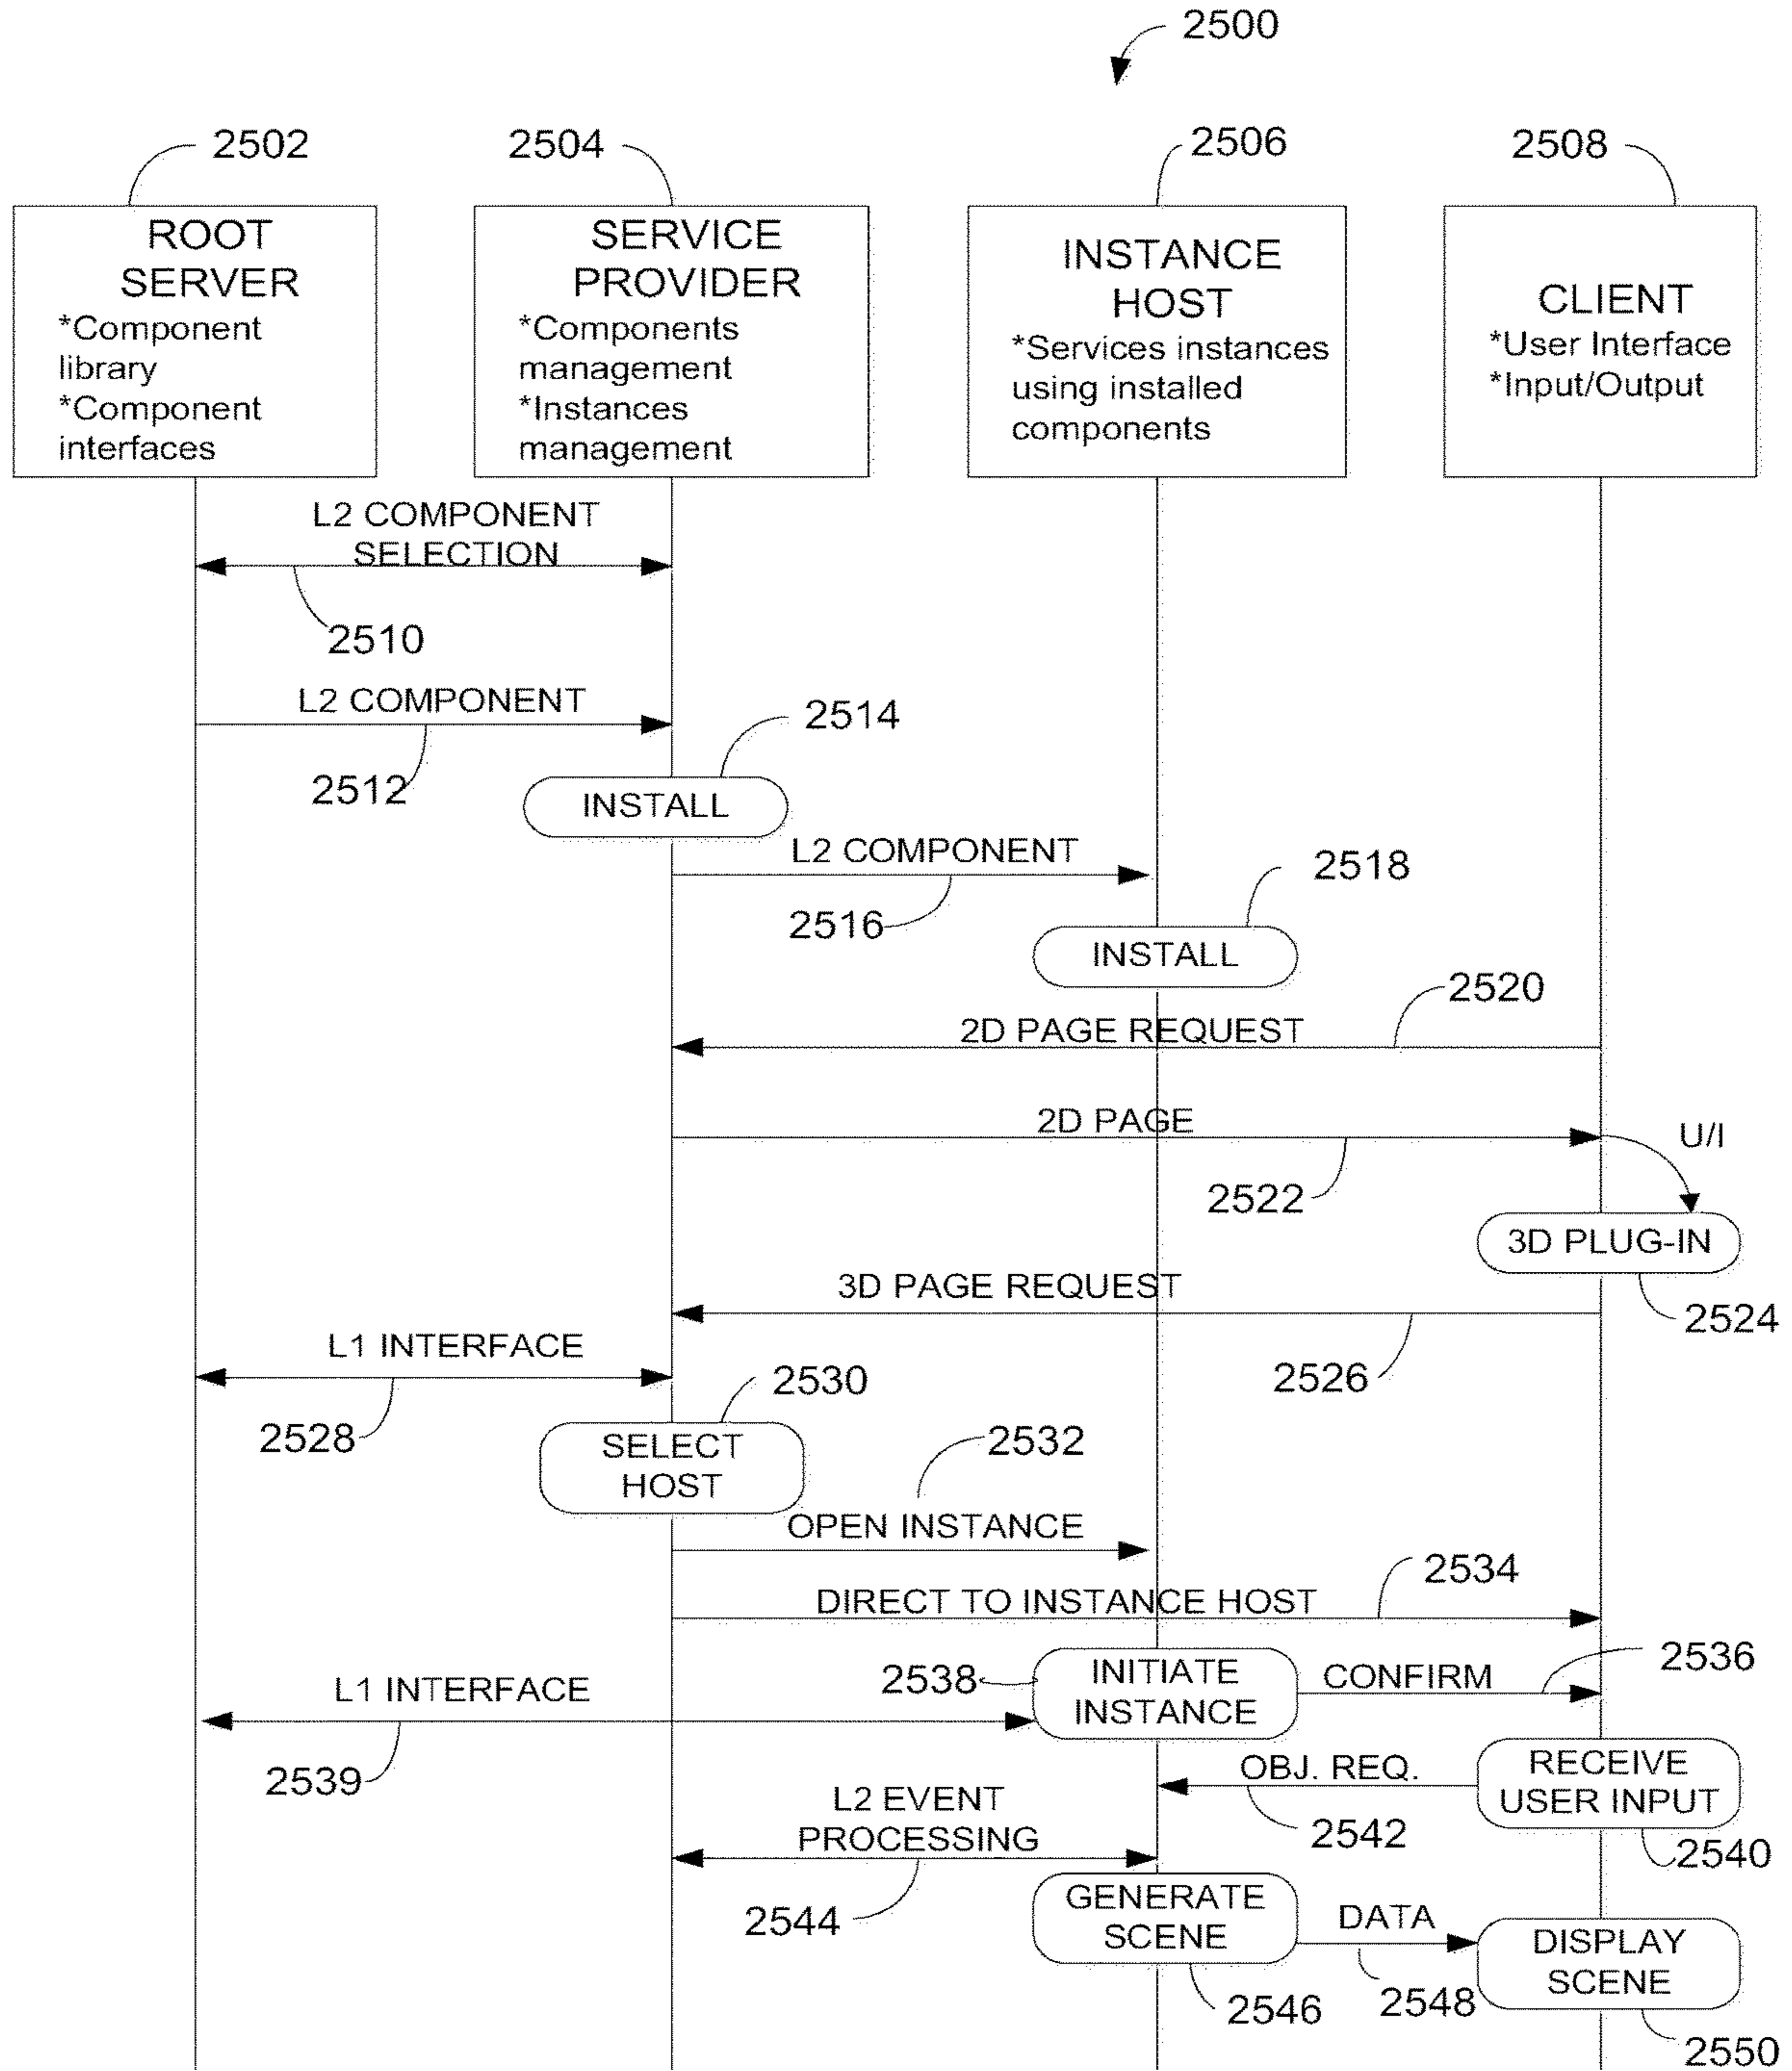 2500
2502
2504
2506
2508
ROOT
SERVER
*Component
library
*Component
interfaces
SERVICE
PROVIDER
*Components
management
*Instances
management
INSTANCE
HOST
*Services instances
using installed
components
CLIENT
*User Interface
*Input/Output
L2 COMPONENT
SELECTION
2510
L2 COMPONENT
2512
2514
INSTALL
L2 COMPONENT
2516
2518
INSTALL
2520
2D PAGE REQUEST
2D PAGE
U/I
2522
3D PLUG-IN
2524
3D PAGE REQUEST
2526
L1 INTERFACE
2528
2530
SELECT
HOST
2532
OPEN INSTANCE
2534
DIRECT TO INSTANCE HOST
2536
2538
INITIATE
INSTANCE
CONFIRM
L1 INTERFACE
2539
RECEIVE
USER INPUT
OBJ. REQ.
2542
2540
L2 EVENT
PROCESSING
2544
GENERATE
SCENE
DATA
2546
2548
DISPLAY
SCENE
2550